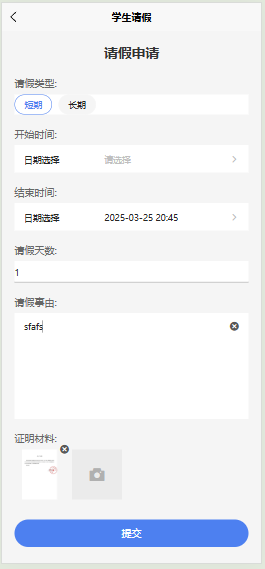 学生请假
请假申请
请假类型:
短期 长期
开始时间:
日期选择 请选择
结束时间:
日期选择 2025-03-25 20:45
请假天数:
1
请假事由:
sfafs
证明材料:
提交